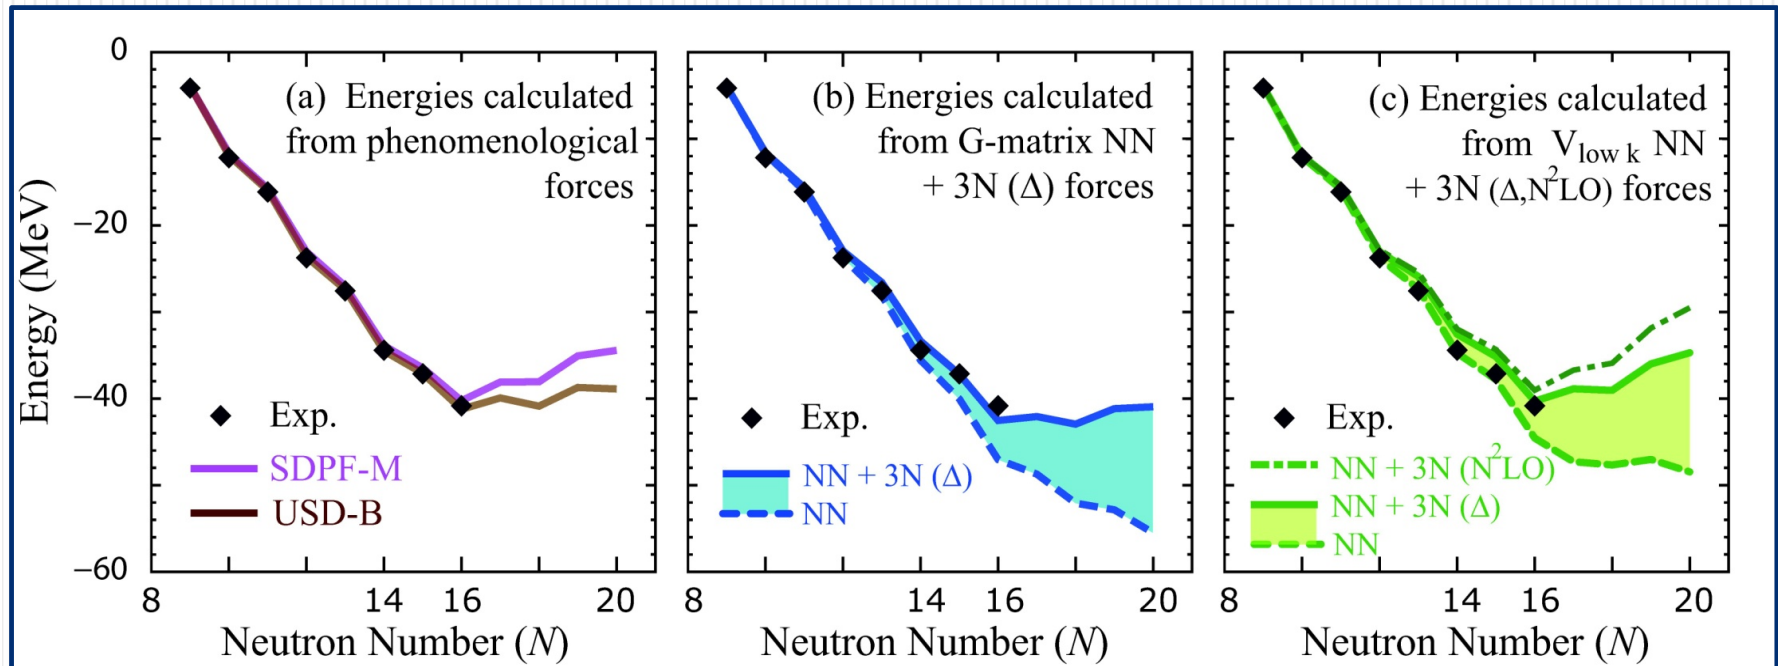 0
−20
−40
−60
Energy (MeV)
(a) Energies calculated
from phenomenological
forces
Exp.
SDPF-M
USD-B
8
14
16
20
Neutron Number (N)
(b) Energies calculated
from G-matrix NN
+ 3N (Δ) forces
Exp.
NN + 3N (Δ)
NN
8
14
16
20
Neutron Number (N)
(c) Energies calculated
from V low k NN
+ 3N (Δ,N²LO) forces
Exp.
NN + 3N (N²LO)
NN + 3N (Δ)
NN
8
14
16
20
Neutron Number (N)